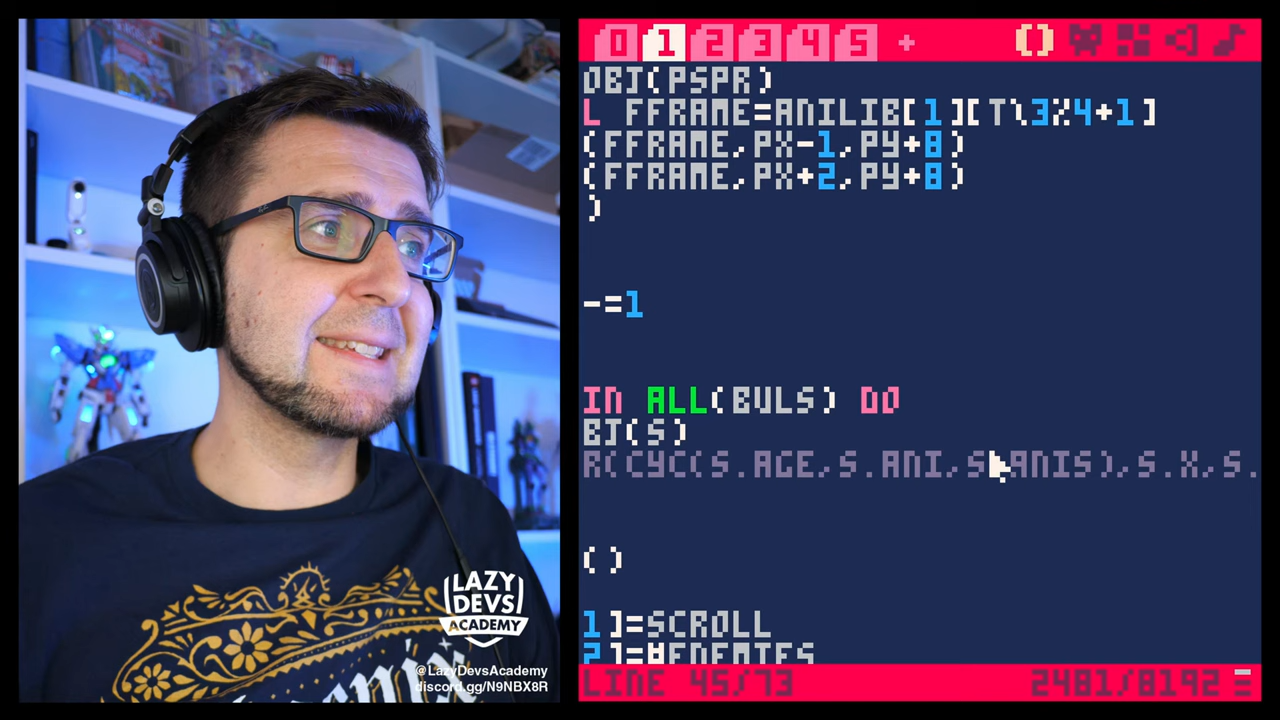 0 1 2 3 4 5 + ()
OBJ(PSPR)
L FFRAME=ANILIB[1][T\3%4+1]
(FFRAME,PX-1,PY+8)
(FFRAME,PX+2,PY+8)
)
-=1
IN ALL(BULS) DO
BJ(S)
R(CYC(S.AGE,S.ANI,S ANIS),S.X,S.
()
1]=SCROLL
2]=
LINE 45/73
2481/8192
LAZY
DEVS
ACADEMY
@LazyDevsAcademy
discord.gg/N9NBX8R